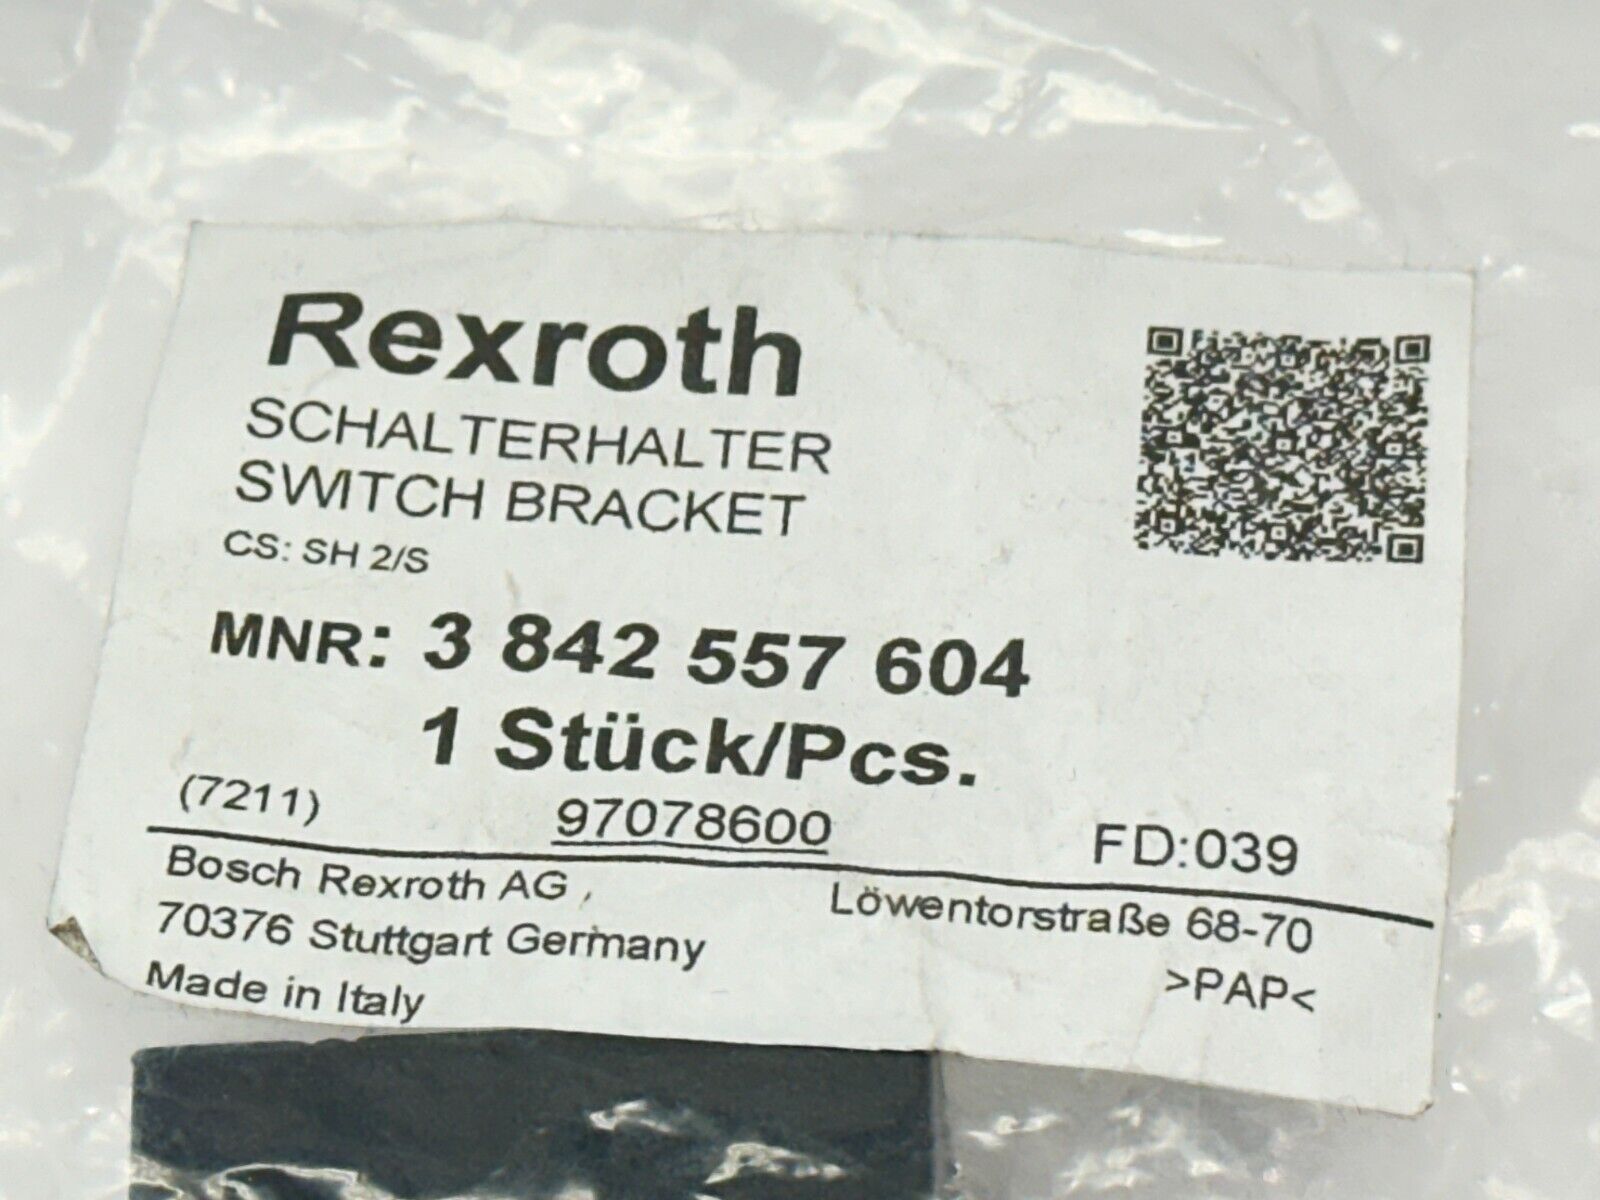 Rexroth
SCHALTERHALTER
SWITCH BRACKET
CS: SH 2/S
MNR: 3 842 557 604
1 Stück/Pcs.
(7211) 97078600 FD:039
Bosch Rexroth AG , Löwentorstraße 68-70
70376 Stuttgart Germany >PAP<
Made in Italy